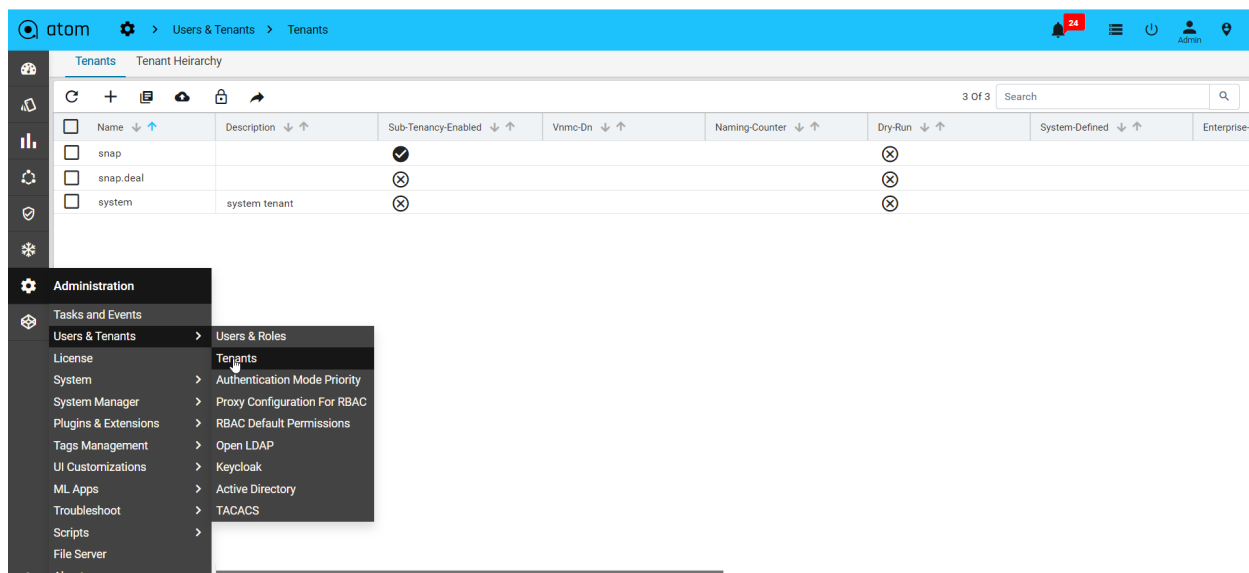 atom > Users & Tenants > Tenants 24 Admin
Tenants Tenant Heirarchy
3 Of 3 Search
Name Description Sub-Tenancy-Enabled Vnmc-Dn Naming-Counter Dry-Run System-Defined Enterprise-
snap
snap.deal
system system tenant
Administration
Tasks and Events
Users & Tenants > Users & Roles
License Tenants
System > Authentication Mode Priority
System Manager > Proxy Configuration For RBAC
Plugins & Extensions > RBAC Default Permissions
Tags Management > Open LDAP
UI Customizations > Keycloak
ML Apps > Active Directory
Troubleshoot > TACACS
Scripts >
File Server